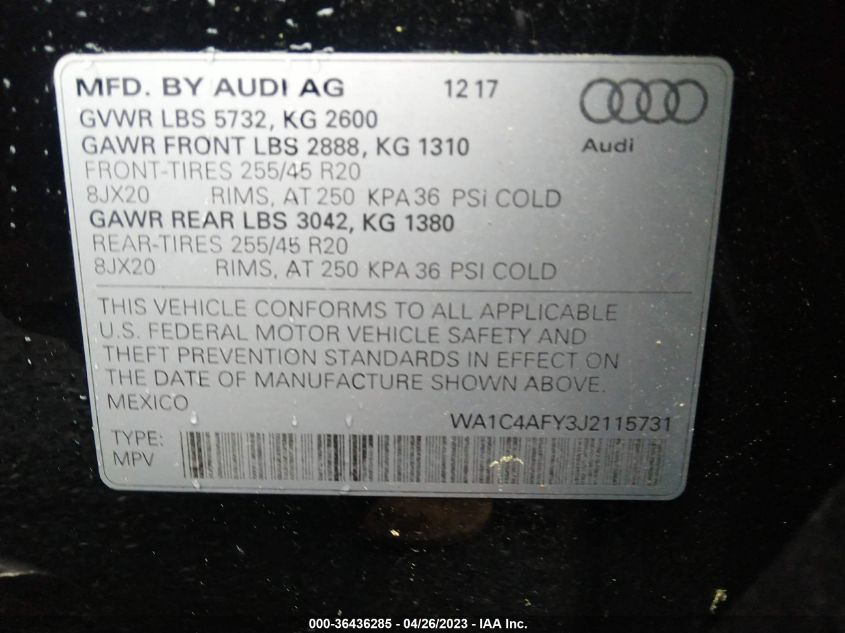 MFD. BY AUDI AG 12 17
GVWR LBS 5732, KG 2600
GAWR FRONT LBS 2888, KG 1310
FRONT-TIRES 255/45 R20
8JX20 RIMS, AT 250 KPA 36 PSi COLD
GAWR REAR LBS 3042, KG 1380
REAR-TIRES 255/45 R20
8JX20 RIMS, AT 250 KPA 36 PSI COLD
Audi
THIS VEHICLE CONFORMS TO ALL APPLICABLE
U.S. FEDERAL MOTOR VEHICLE SAFETY AND
THEFT PREVENTION STANDARDS IN EFFECT ON
THE DATE OF MANUFACTURE SHOWN ABOVE.
MEXICO
WA1C4AFY3J2115731
TYPE:
MPV
000-36436285 - 04/26/2023 - IAA Inc.